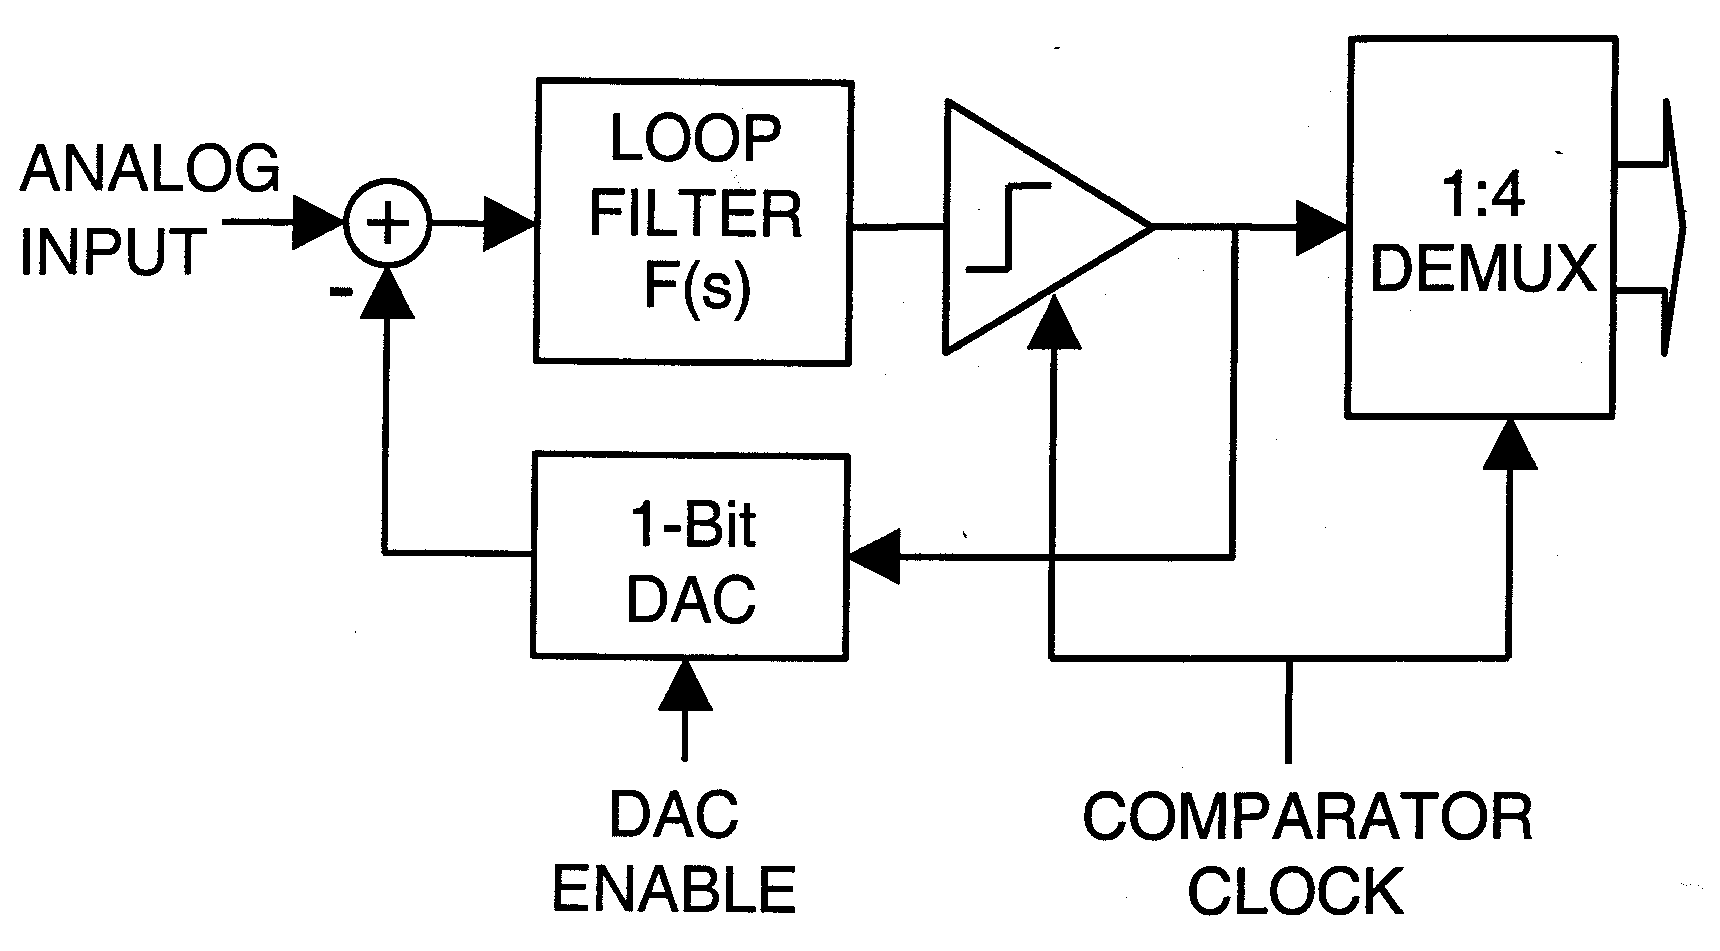 ANALOG
INPUT
+
-
LOOP
FILTER
F(s)
1:4
DEMUX
1-Bit
DAC
DAC
ENABLE
COMPARATOR
CLOCK